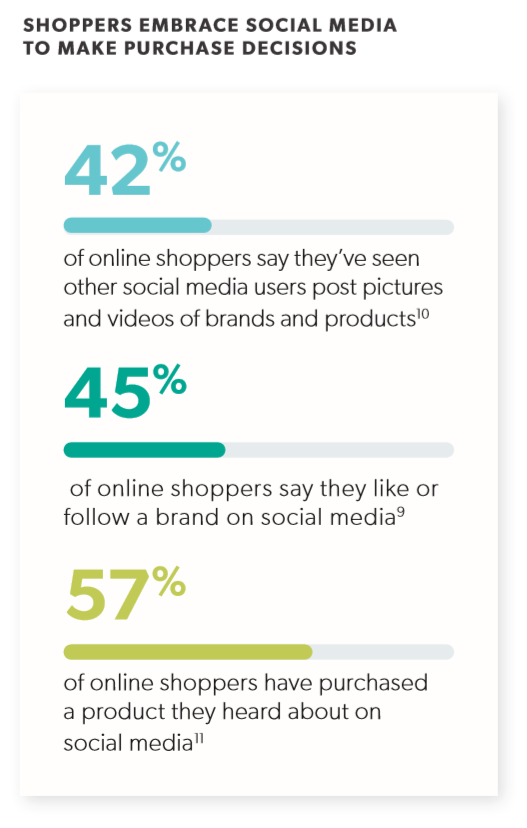 SHOPPERS EMBRACE SOCIAL MEDIA
TO MAKE PURCHASE DECISIONS
42%
of online shoppers say they’ve seen
other social media users post pictures
and videos of brands and products¹⁰
45%
of online shoppers say they like or
follow a brand on social media⁹
57%
of online shoppers have purchased
a product they heard about on
social media¹¹